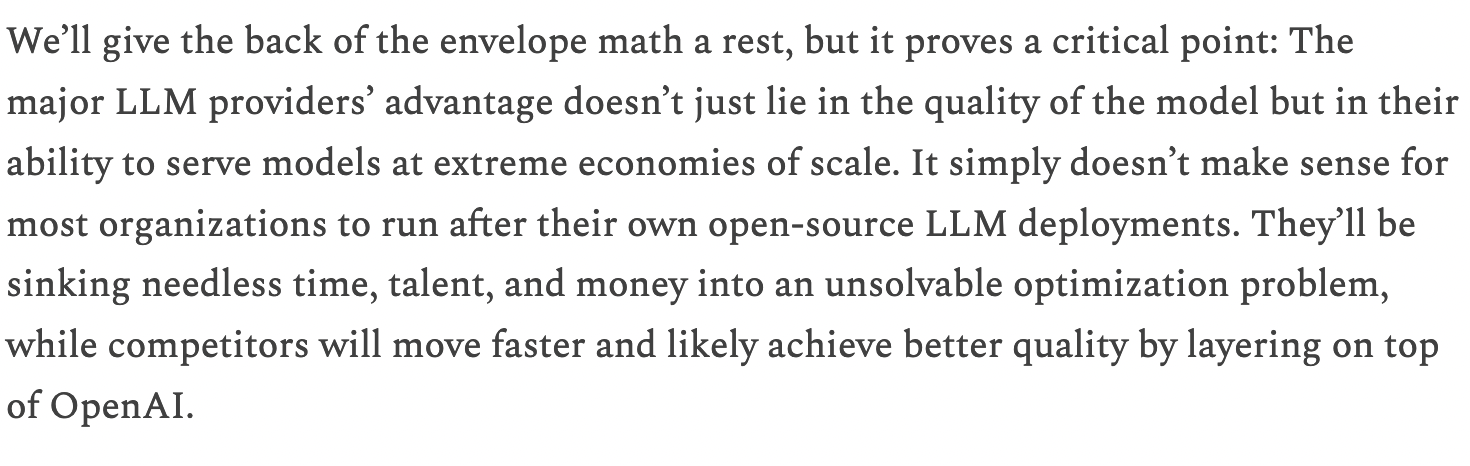 We’ll give the back of the envelope math a rest, but it proves a critical point: The
major LLM providers’ advantage doesn’t just lie in the quality of the model but in their
ability to serve models at extreme economies of scale. It simply doesn’t make sense for
most organizations to run after their own open-source LLM deployments. They’ll be
sinking needless time, talent, and money into an unsolvable optimization problem,
while competitors will move faster and likely achieve better quality by layering on top
of OpenAI.